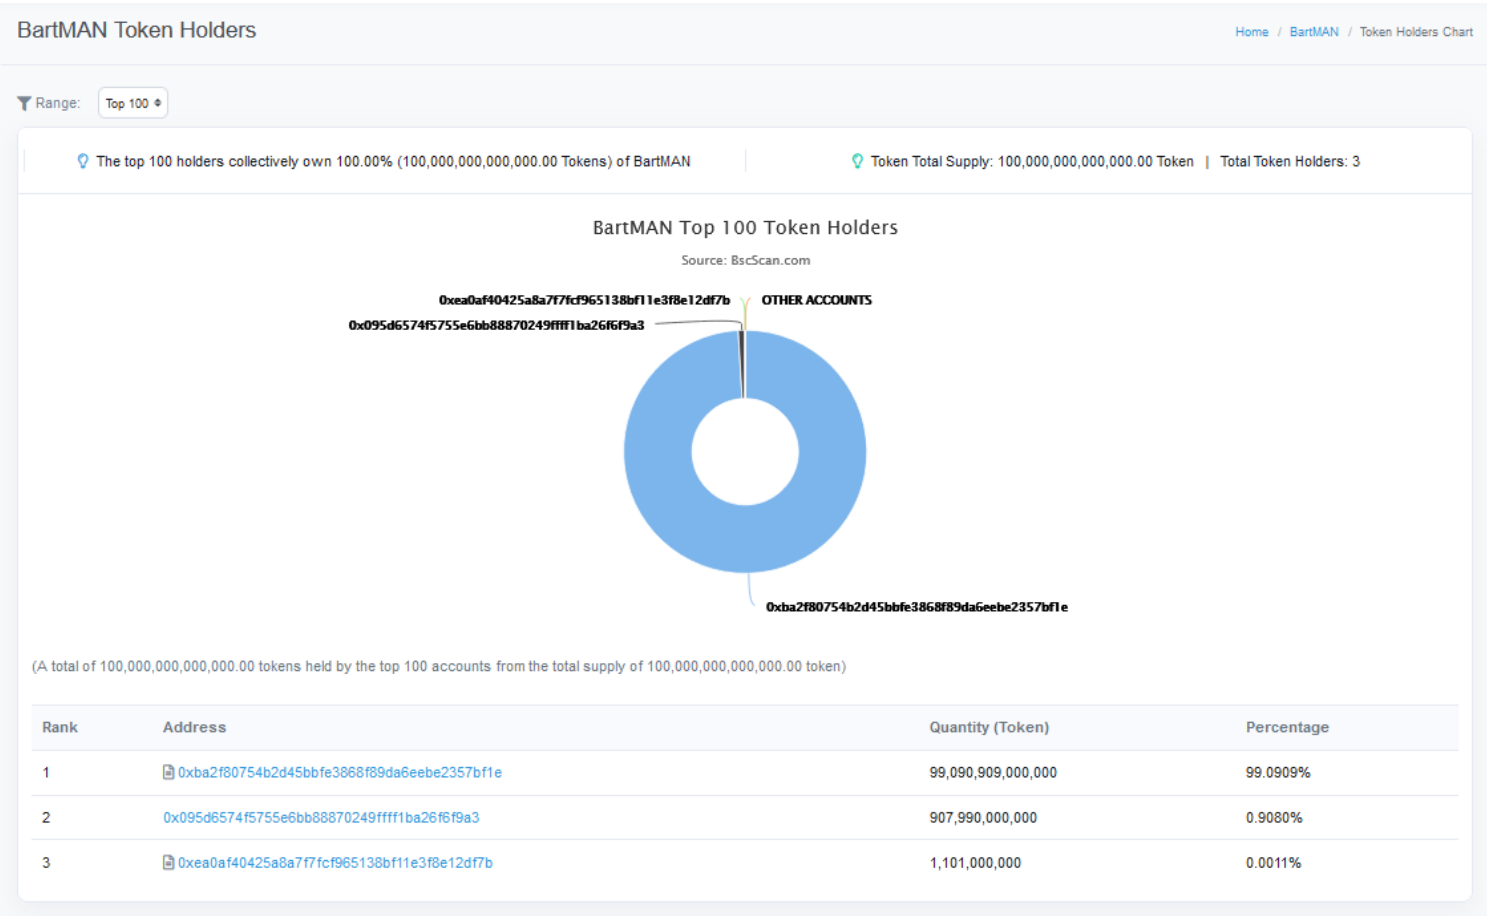 BartMAN Token Holders
Home / BartMAN / Token Holders Chart
Range: Top 100
The top 100 holders collectively own 100.00% (100,000,000,000,000.00 Tokens) of BartMAN
Token Total Supply: 100,000,000,000,000.00 Token | Total Token Holders: 3
BartMAN Top 100 Token Holders
Source: BscScan.com
0xea0af40425a8a7f7fcf965138bf11e3f8e12df7b OTHER ACCOUNTS
0x095d6574f5755e6bb88870249ffff1ba26f6f9a3
0xba2f80754b2d45bbfe3868f89da6eebe2357bf1e
(A total of 100,000,000,000,000.00 tokens held by the top 100 accounts from the total supply of 100,000,000,000,000.00 token)
Rank Address Quantity (Token) Percentage
1 0xba2f80754b2d45bbfe3868f89da6eebe2357bf1e 99,090,909,000,000 99.0909%
2 0x095d6574f5755e6bb88870249ffff1ba26f6f9a3 907,990,000,000 0.9080%
3 0xea0af40425a8a7f7fcf965138bf11e3f8e12df7b 1,101,000,000 0.0011%